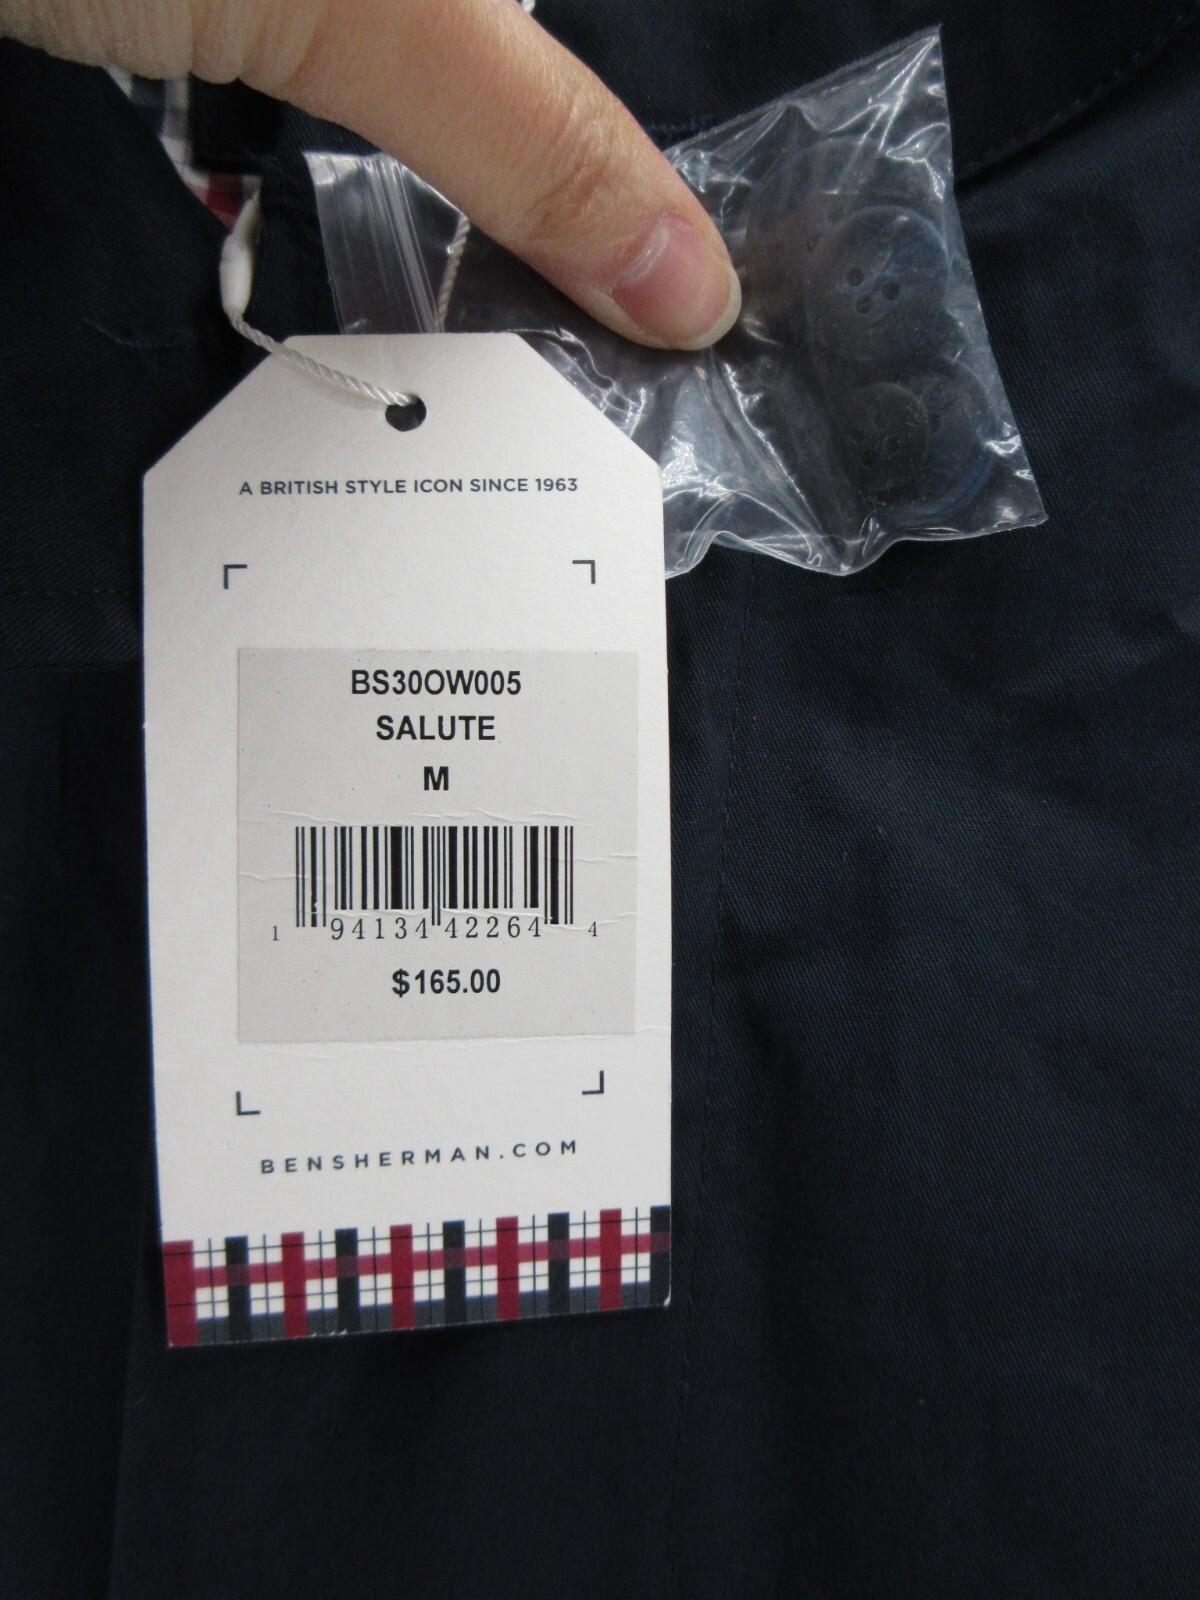 A BRITISH STYLE ICON SINCE 1963
BS30OW005
SALUTE
M
1 94134 42264 4
$165.00
BENSHERMAN.COM